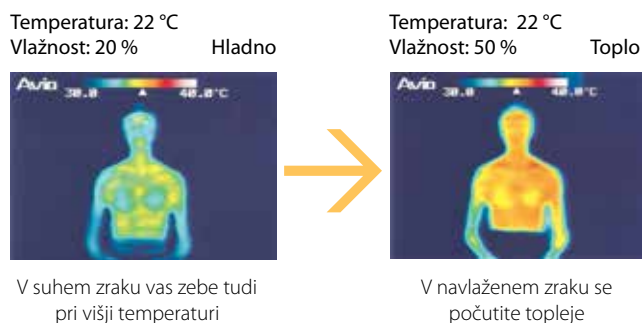 Temperatura: 22 °C
Vlažnost: 20 % Hladno
Avio
30.0 40.0°C
V suhem zraku vas zebe tudi
pri višji temperaturi
Temperatura: 22 °C
Vlažnost: 50 % Toplo
Avio
30.0 40.0°C
V navlaženem zraku se
počutite topleje